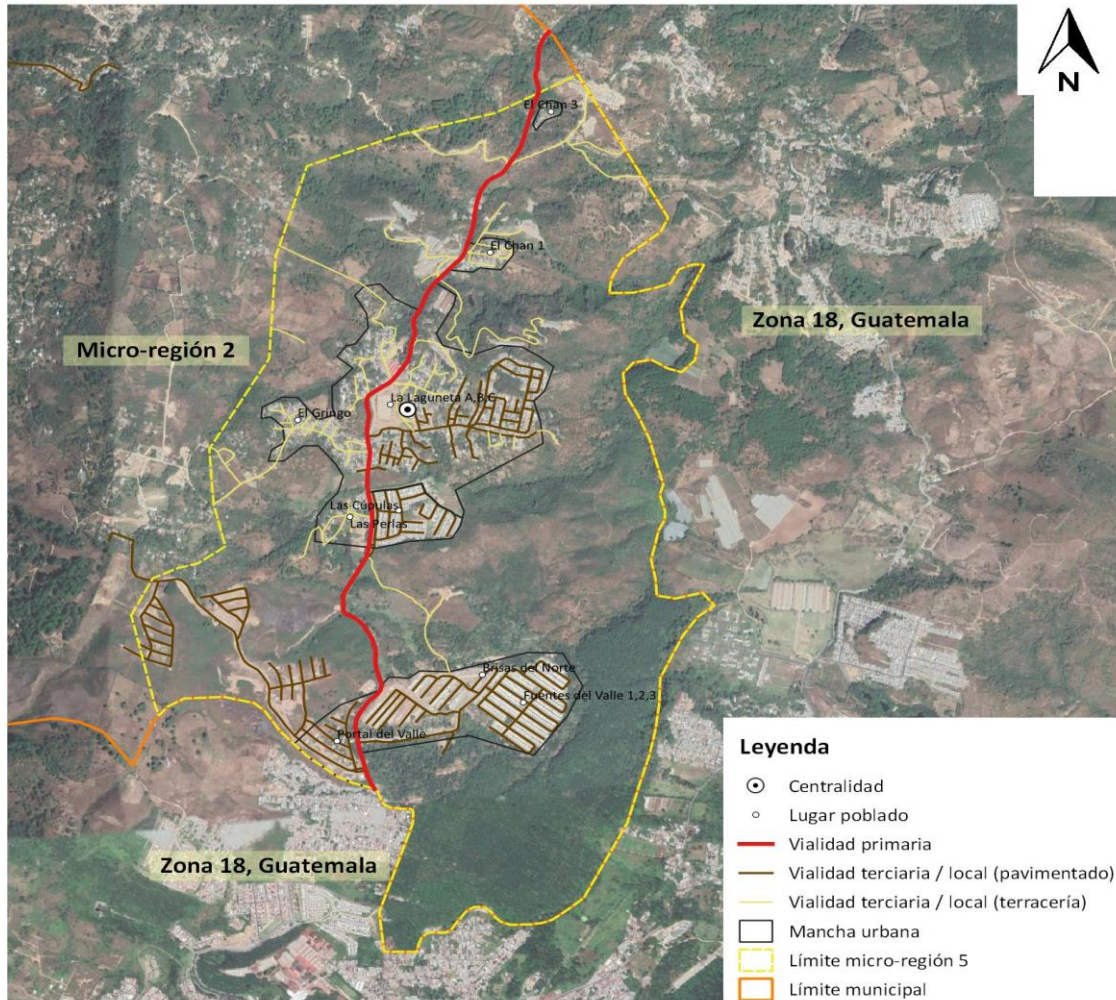 N
El Chan 3
El Chan 1
Zona 18, Guatemala
Micro-región 2
La Laguneta A,B,C
El Gringo
Las Cúpulas
Las Perlas
Brisas del Norte
Fuentes del Valle 1,2,3
Portal del Valle
Zona 18, Guatemala
Leyenda
Centralidad
Lugar poblado
Vialidad primaria
Vialidad terciaria / local (pavimentado)
Vialidad terciaria / local (terracería)
Mancha urbana
Límite micro-región 5
Límite municipal